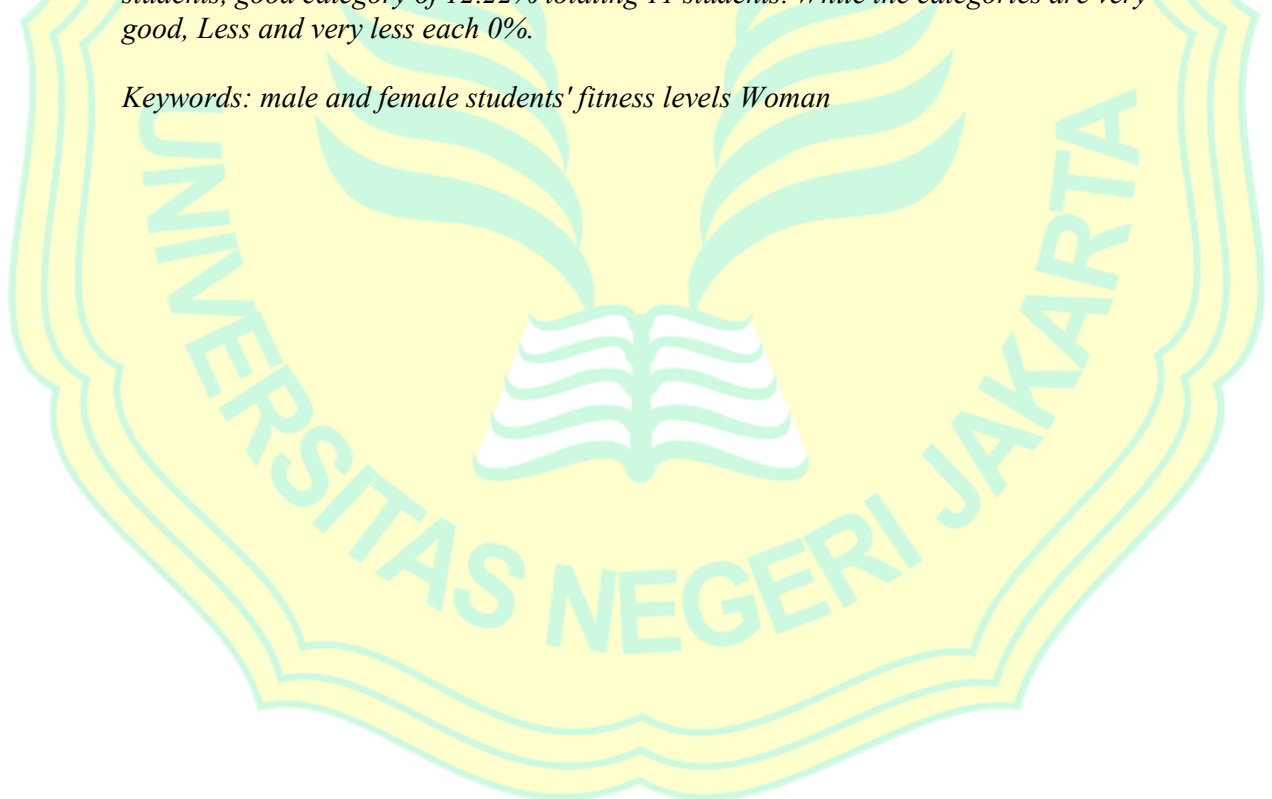 students, good category of 12.22% totaling 11 students. While the categories are very
good, Less and very less each 0%.
Keywords: male and female students' fitness levels Woman
UNIVERSITAS NEGERI JAKARTA